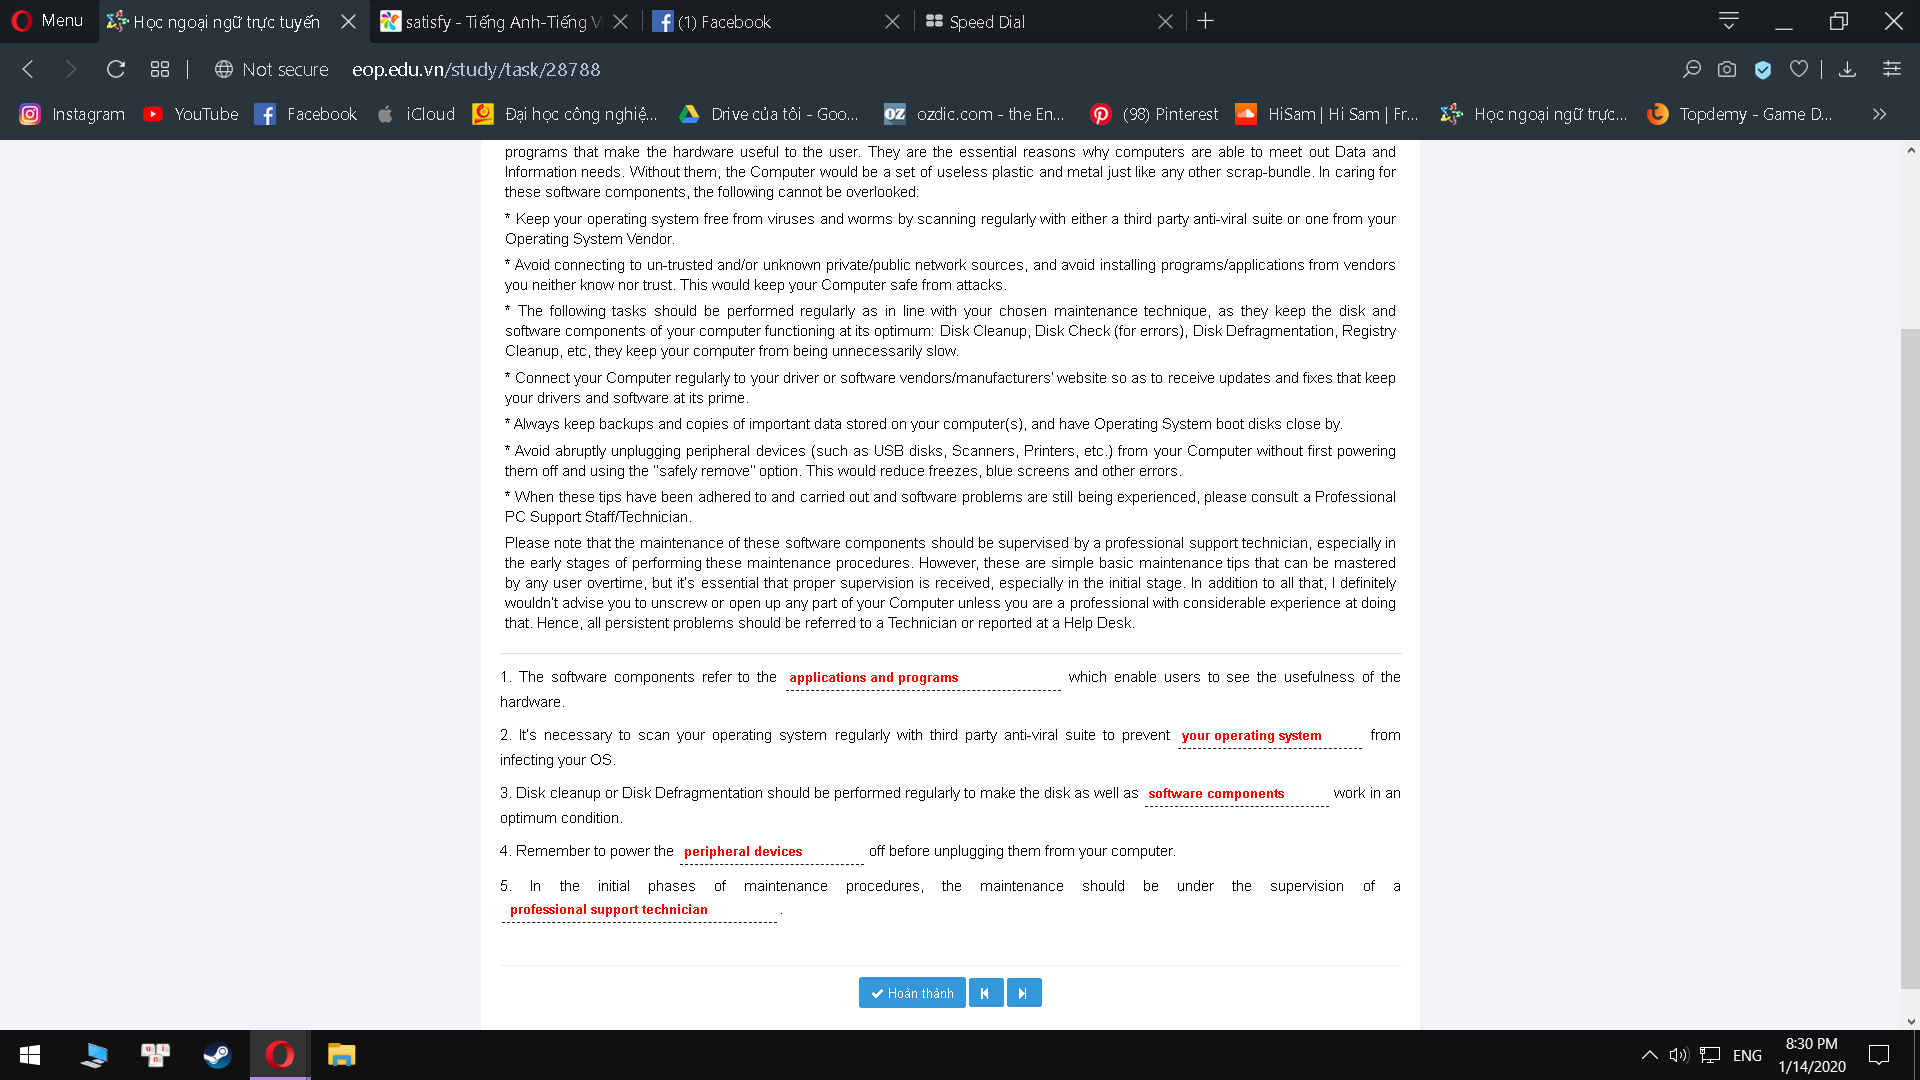 Menu
Học ngoại ngữ trực tuyến
satisfy - Tiếng Anh-Tiếng V
(1) Facebook
Speed Dial
Not secure
eop.edu.vn/study/task/28788
Instagram
YouTube
Facebook
iCloud
Đại học công nghiệ...
Drive của tôi - Goo...
OZ
ozdic.com - the En...
(98) Pinterest
HiSam | Hi Sam | Fr...
Học ngoại ngữ trực...
Topdemy - Game D...
programs that make the hardware useful to the user. They are the essential reasons why computers are able to meet out Data and
Information needs. Without them, the Computer would be a set of useless plastic and metal just like any other scrap-bundle. In caring for
these software components, the following cannot be overlooked:
* Keep your operating system free from viruses and worms by scanning regularly with either a third party anti-viral suite or one from your
Operating System Vendor.
* Avoid connecting to un-trusted and/or unknown private/public network sources, and avoid installing programs/applications from vendors
you neither know nor trust. This would keep your Computer safe from attacks.
* The following tasks should be performed regularly as in line with your chosen maintenance technique, as they keep the disk and
software components of your computer functioning at its optimum: Disk Cleanup, Disk Check (for errors), Disk Defragmentation, Registry
Cleanup, etc, they keep your computer from being unnecessarily slow.
* Connect your Computer regularly to your driver or software vendors/manufacturers' website so as to receive updates and fixes that keep
your drivers and software at its prime.
* Always keep backups and copies of important data stored on your computer(s), and have Operating System boot disks close by.
* Avoid abruptly unplugging peripheral devices (such as USB disks, Scanners, Printers, etc.) from your Computer without first powering
them off and using the "safely remove" option. This would reduce freezes, blue screens and other errors.
* When these tips have been adhered to and carried out and software problems are still being experienced, please consult a Professional
PC Support Staff/Technician.
Please note that the maintenance of these software components should be supervised by a professional support technician, especially in
the early stages of performing these maintenance procedures. However, these are simple basic maintenance tips that can be mastered
by any user overtime, but it's essential that proper supervision is received, especially in the initial stage. In addition to all that, I definitely
wouldn't advise you to unscrew or open up any part of your Computer unless you are a professional with considerable experience at doing
that. Hence, all persistent problems should be referred to a Technician or reported at a Help Desk.
1. The software components refer to the applications and programs which enable users to see the usefulness of the
hardware.
2. It's necessary to scan your operating system regularly with third party anti-viral suite to prevent your operating system from
infecting your OS.
3. Disk cleanup or Disk Defragmentation should be performed regularly to make the disk as well as software components work in an
optimum condition.
4. Remember to power the peripheral devices off before unplugging them from your computer.
5. In the initial phases of maintenance procedures, the maintenance should be under the supervision of a
professional support technician .
Hoàn thành
ENG
8:30 PM
1/14/2020